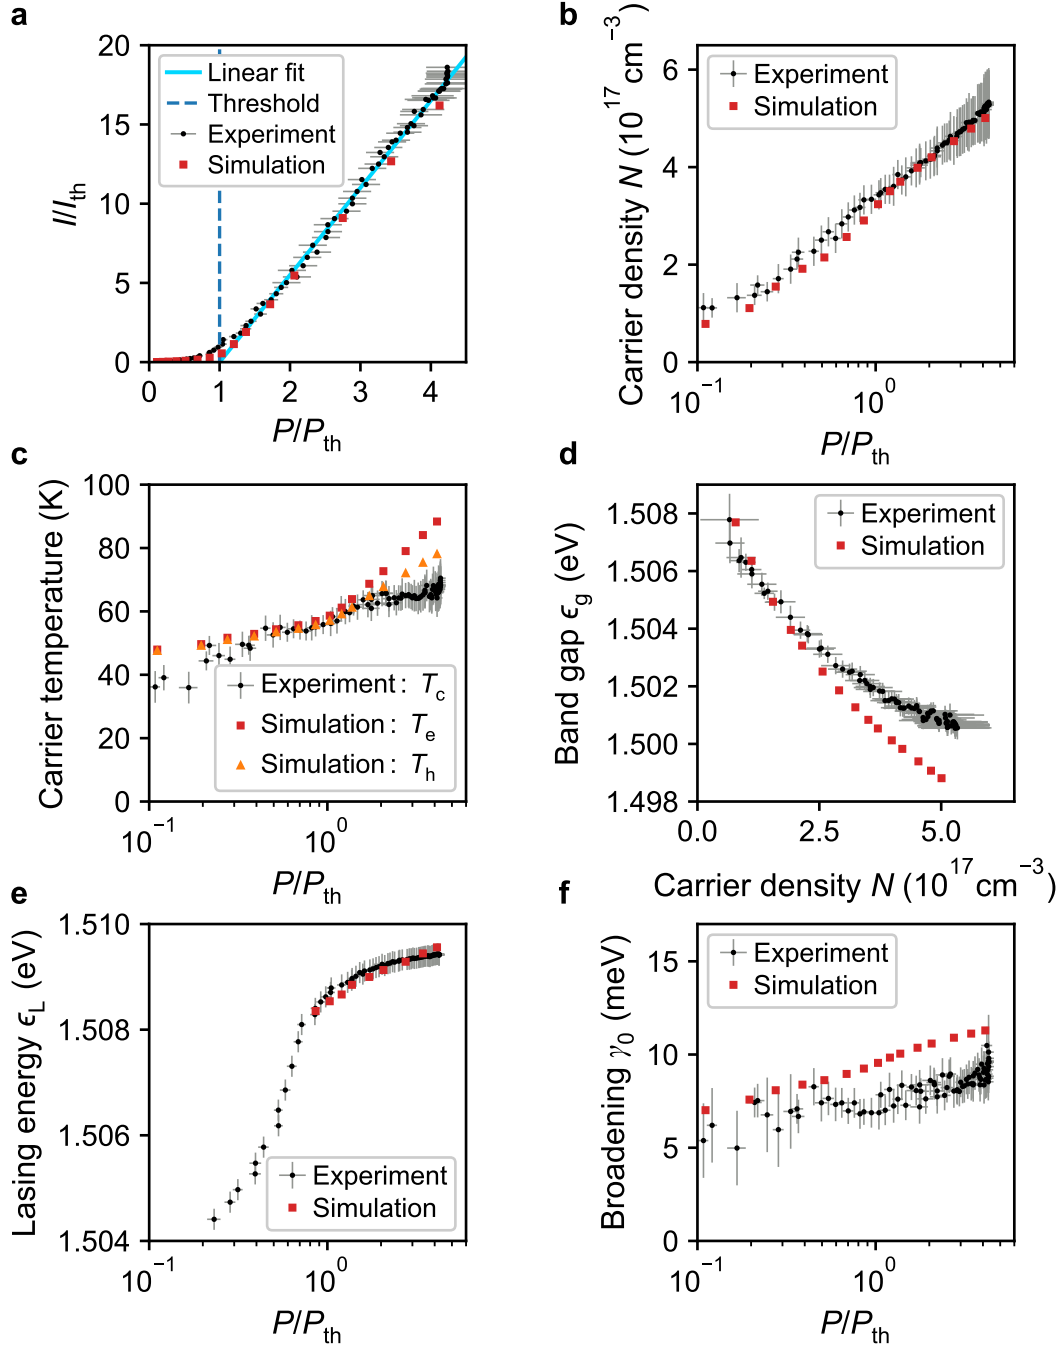 a
20
15
10
5
0
I/I_th
0 1 2 3 4
P/P_th
Linear fit
Threshold
Experiment
Simulation
b
6
4
2
0
Carrier density N (10^17 cm^−3)
10^−1 10^0
P/P_th
Experiment
Simulation
c
100
80
60
40
20
0
Carrier temperature (K)
10^−1 10^0
P/P_th
Experiment : T_c
Simulation : T_e
Simulation : T_h
d
1.508
1.506
1.504
1.502
1.500
1.498
Band gap ϵ_g (eV)
0.0 2.5 5.0
Carrier density N (10^17 cm^−3)
Experiment
Simulation
e
1.510
1.508
1.506
1.504
Lasing energy ϵ_L (eV)
10^−1 10^0
P/P_th
Experiment
Simulation
f
15
10
5
0
Broadening γ_0 (meV)
10^−1 10^0
P/P_th
Experiment
Simulation